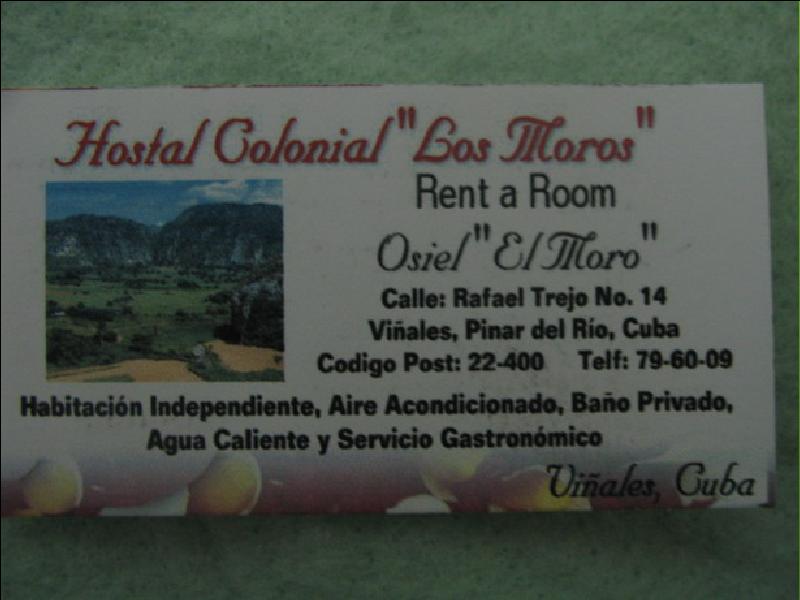 Hostal Colonial "Los Moros"
Rent a Room
Osiel "El Moro"
Calle: Rafael Trejo No. 14
Viñales, Pinar del Río, Cuba
Codigo Post: 22-400 Telf: 79-60-09
Habitación Independiente, Aire Acondicionado, Baño Privado,
Agua Caliente y Servicio Gastronómico
Viñales, Cuba